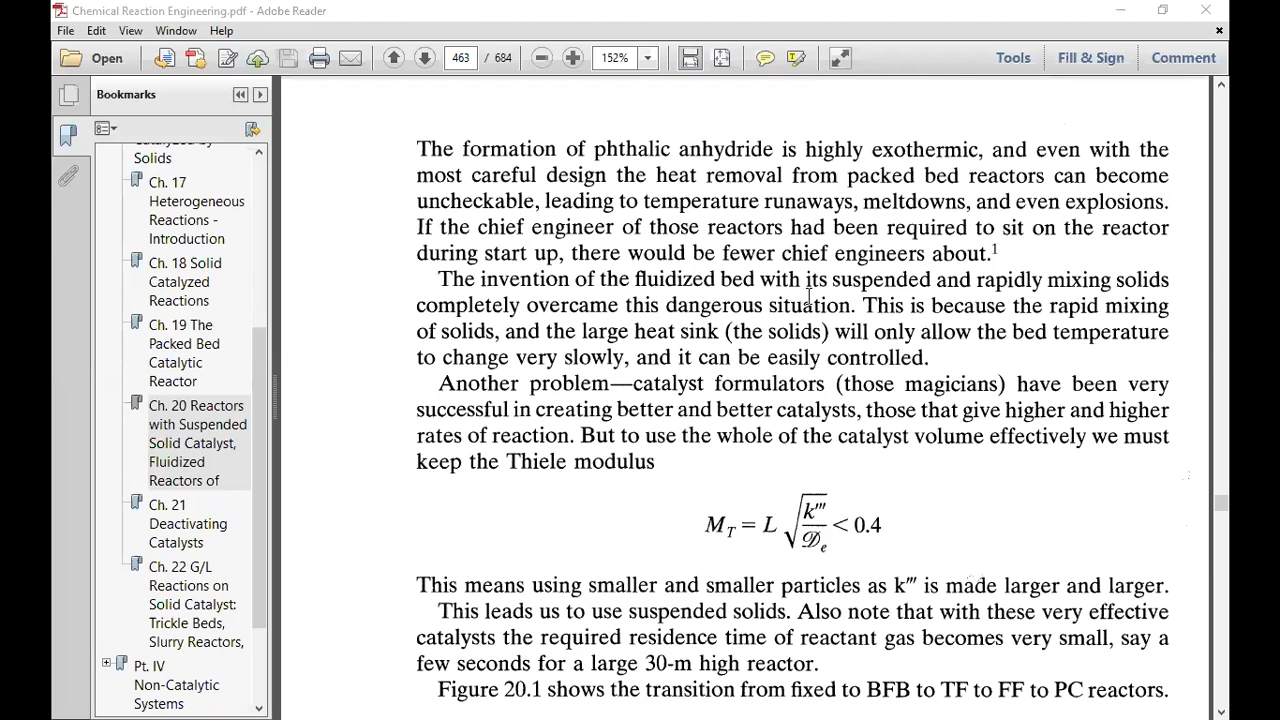 Chemical Reaction Engineering.pdf - Adobe Reader
File Edit View Window Help
Open 463 / 684 152% Tools Fill & Sign Comment
Bookmarks
Solids
Ch. 17
Heterogeneous
Reactions -
Introduction
Ch. 18 Solid
Catalyzed
Reactions
Ch. 19 The
Packed Bed
Catalytic
Reactor
Ch. 20 Reactors
with Suspended
Solid Catalyst,
Fluidized
Reactors of
Ch. 21
Deactivating
Catalysts
Ch. 22 G/L
Reactions on
Solid Catalyst:
Trickle Beds,
Slurry Reactors,
Pt. IV
Non-Catalytic
Systems
The formation of phthalic anhydride is highly exothermic, and even with the
most careful design the heat removal from packed bed reactors can become
uncheckable, leading to temperature runaways, meltdowns, and even explosions.
If the chief engineer of those reactors had been required to sit on the reactor
during start up, there would be fewer chief engineers about.¹
The invention of the fluidized bed with its suspended and rapidly mixing solids
completely overcame this dangerous situation. This is because the rapid mixing
of solids, and the large heat sink (the solids) will only allow the bed temperature
to change very slowly, and it can be easily controlled.
Another problem—catalyst formulators (those magicians) have been very
successful in creating better and better catalysts, those that give higher and higher
rates of reaction. But to use the whole of the catalyst volume effectively we must
keep the Thiele modulus
M_T = L √(k‴/𝒟_e) < 0.4
This means using smaller and smaller particles as k‴ is made larger and larger.
This leads us to use suspended solids. Also note that with these very effective
catalysts the required residence time of reactant gas becomes very small, say a
few seconds for a large 30-m high reactor.
Figure 20.1 shows the transition from fixed to BFB to TF to FF to PC reactors.